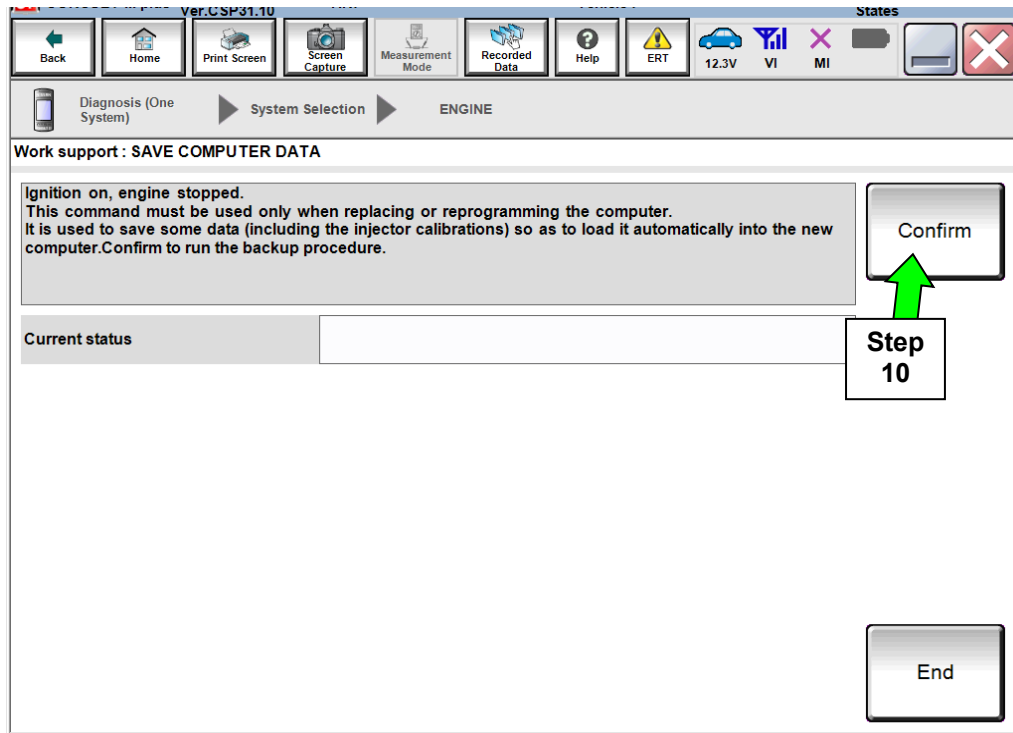 Ver.CSP31.10
States
Back
Home
Print Screen
Screen
Capture
Measurement
Mode
Recorded
Data
Help
ERT
12.3V
VI
MI
Diagnosis (One
System)
System Selection
ENGINE
Work support : SAVE COMPUTER DATA
Ignition on, engine stopped.
This command must be used only when replacing or reprogramming the computer.
It is used to save some data (including the injector calibrations) so as to load it automatically into the new
computer.Confirm to run the backup procedure.
Confirm
Current status
Step
10
End